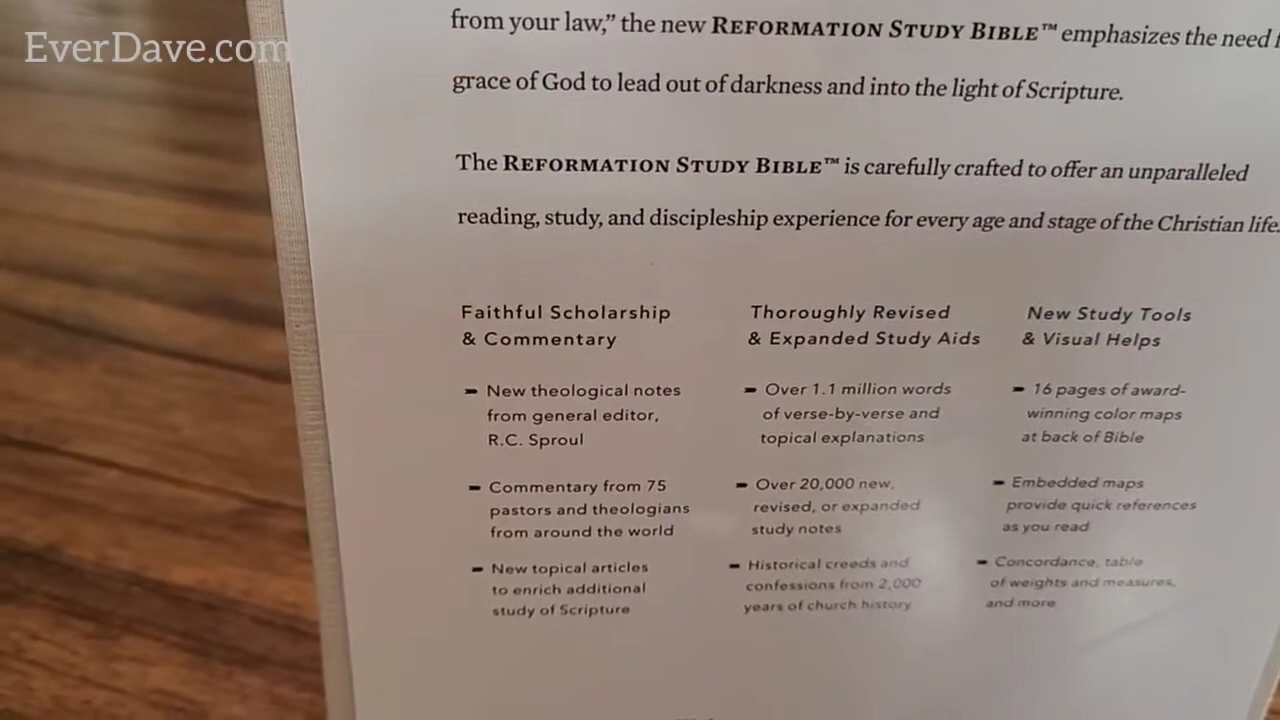 EverDave.com
from your law,” the new REFORMATION STUDY BIBLE™ emphasizes the need
grace of God to lead out of darkness and into the light of Scripture.
The REFORMATION STUDY BIBLE™ is carefully crafted to offer an unparalleled
reading, study, and discipleship experience for every age and stage of the Christian life.
Faithful Scholarship
& Commentary
- New theological notes
from general editor,
R.C. Sproul
- Commentary from 75
pastors and theologians
from around the world
- New topical articles
to enrich additional
study of Scripture
Thoroughly Revised
& Expanded Study Aids
- Over 1.1 million words
of verse-by-verse and
topical explanations
- Over 20,000 new,
revised, or expanded
study notes
- Historical creeds and
confessions from 2,000
years of church history
New Study Tools
& Visual Helps
- 16 pages of award-
winning color maps
at back of Bible
- Embedded maps
provide quick references
as you read
- Concordance, table
of weights and measures,
and more